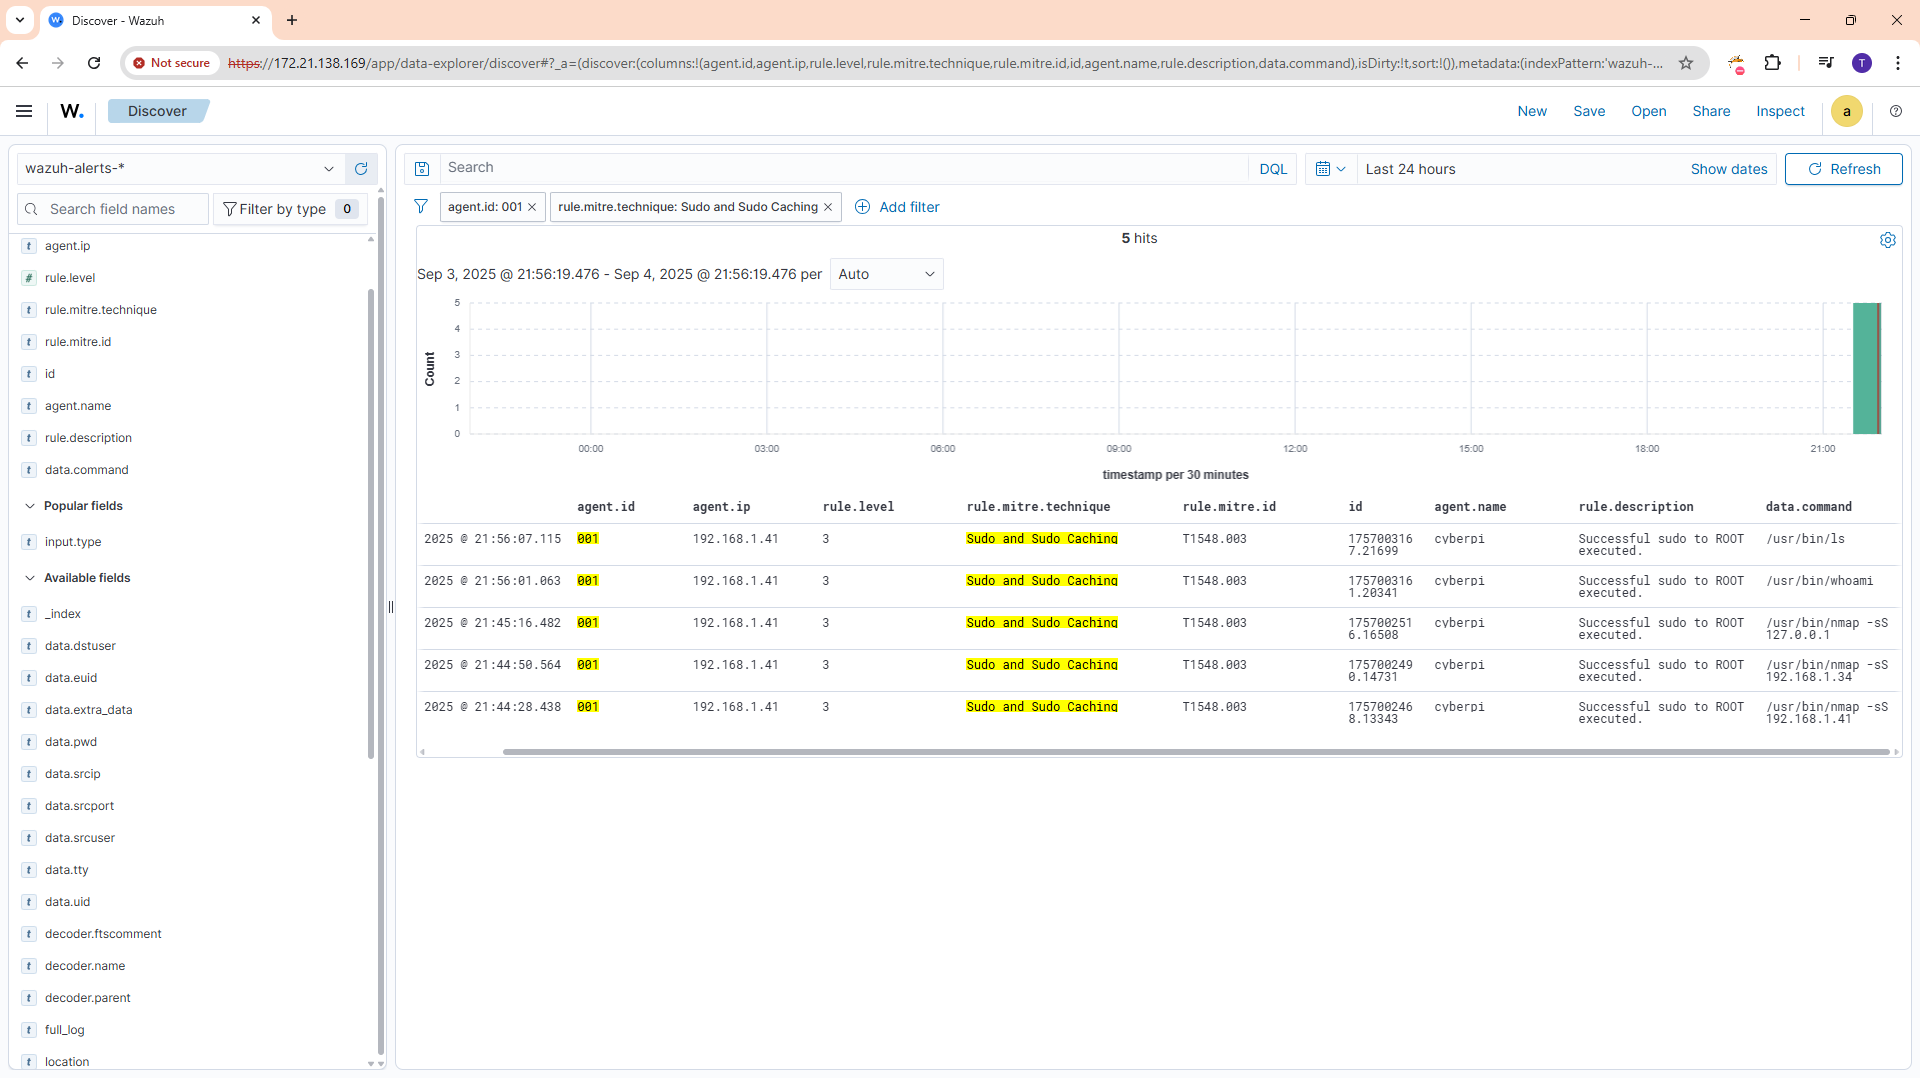 Discover - Wazuh
Not secure
https://172.21.138.169/app/data-explorer/discover#?_a=(discover:(columns:!(agent.id,agent.ip,rule.level,rule.mitre.technique,rule.mitre.id,id,agent.name,rule.description,data.command),isDirty:!t,sort:!()),metadata:(indexPattern:'wazuh-...
T
W.
Discover
New
Save
Open
Share
Inspect
a
wazuh-alerts-*
Search
DQL
Last 24 hours
Show dates
Refresh
Search field names
Filter by type 0
agent.id: 001
rule.mitre.technique: Sudo and Sudo Caching
Add filter
t agent.ip
# rule.level
t rule.mitre.technique
t rule.mitre.id
t id
t agent.name
t rule.description
t data.command
Popular fields
t input.type
Available fields
t _index
t data.dstuser
t data.euid
t data.extra_data
t data.pwd
t data.srcip
t data.srcport
t data.srcuser
t data.tty
t data.uid
t decoder.ftscomment
t decoder.name
t decoder.parent
t full_log
t location
5 hits
Sep 3, 2025 @ 21:56:19.476 - Sep 4, 2025 @ 21:56:19.476 per Auto
Count
5
4
3
2
1
0
00:00 03:00 06:00 09:00 12:00 15:00 18:00 21:00
timestamp per 30 minutes
agent.id agent.ip rule.level rule.mitre.technique rule.mitre.id id agent.name rule.description data.command
2025 @ 21:56:07.115 001 192.168.1.41 3 Sudo and Sudo Caching T1548.003 175700316 cyberpi Successful sudo to ROOT /usr/bin/ls
7.21699 executed.
2025 @ 21:56:01.063 001 192.168.1.41 3 Sudo and Sudo Caching T1548.003 175700316 cyberpi Successful sudo to ROOT /usr/bin/whoami
1.20341 executed.
2025 @ 21:45:16.482 001 192.168.1.41 3 Sudo and Sudo Caching T1548.003 175700251 cyberpi Successful sudo to ROOT /usr/bin/nmap -sS
6.16508 executed. 127.0.0.1
2025 @ 21:44:50.564 001 192.168.1.41 3 Sudo and Sudo Caching T1548.003 175700249 cyberpi Successful sudo to ROOT /usr/bin/nmap -sS
0.14731 executed. 192.168.1.34
2025 @ 21:44:28.438 001 192.168.1.41 3 Sudo and Sudo Caching T1548.003 175700246 cyberpi Successful sudo to ROOT /usr/bin/nmap -sS
8.13343 executed. 192.168.1.41